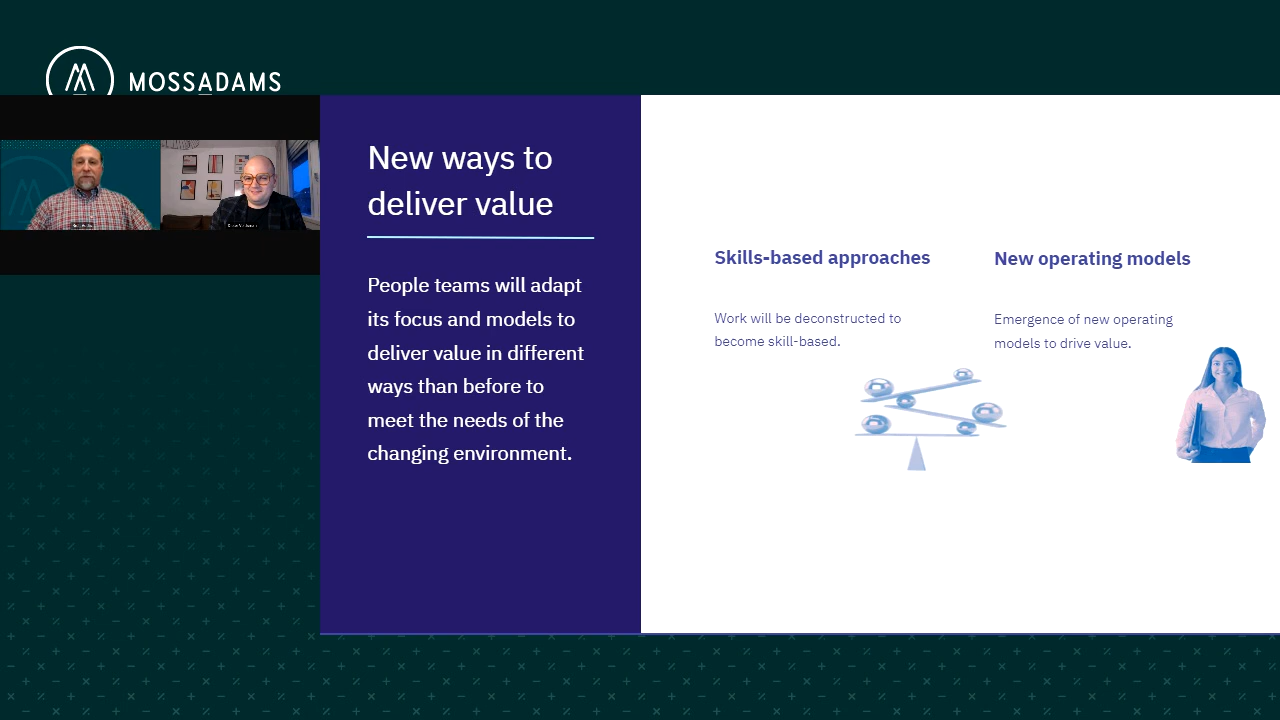 MOSSADAMS
New ways to
deliver value
People teams will adapt
its focus and models to
deliver value in different
ways than before to
meet the needs of the
changing environment.
Skills-based approaches
Work will be deconstructed to
become skill-based.
New operating models
Emergence of new operating
models to drive value.